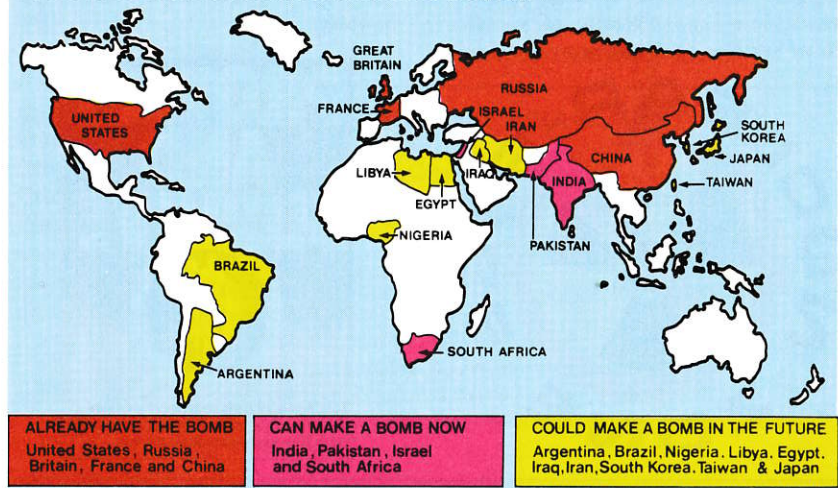 GREAT
BRITAIN
RUSSIA
FRANCE
ISRAEL
IRAN
UNITED
STATES
SOUTH
KOREA
CHINA
JAPAN
LIBYA
IRAQ
INDIA
TAIWAN
EGYPT
NIGERIA
PAKISTAN
BRAZIL
SOUTH AFRICA
ARGENTINA
ALREADY HAVE THE BOMB
United States, Russia,
Britain, France and China
CAN MAKE A BOMB NOW
India, Pakistan, Israel
and South Africa
COULD MAKE A BOMB IN THE FUTURE
Argentina, Brazil, Nigeria. Libya. Egypt.
Iraq, Iran, South Korea. Taiwan & Japan